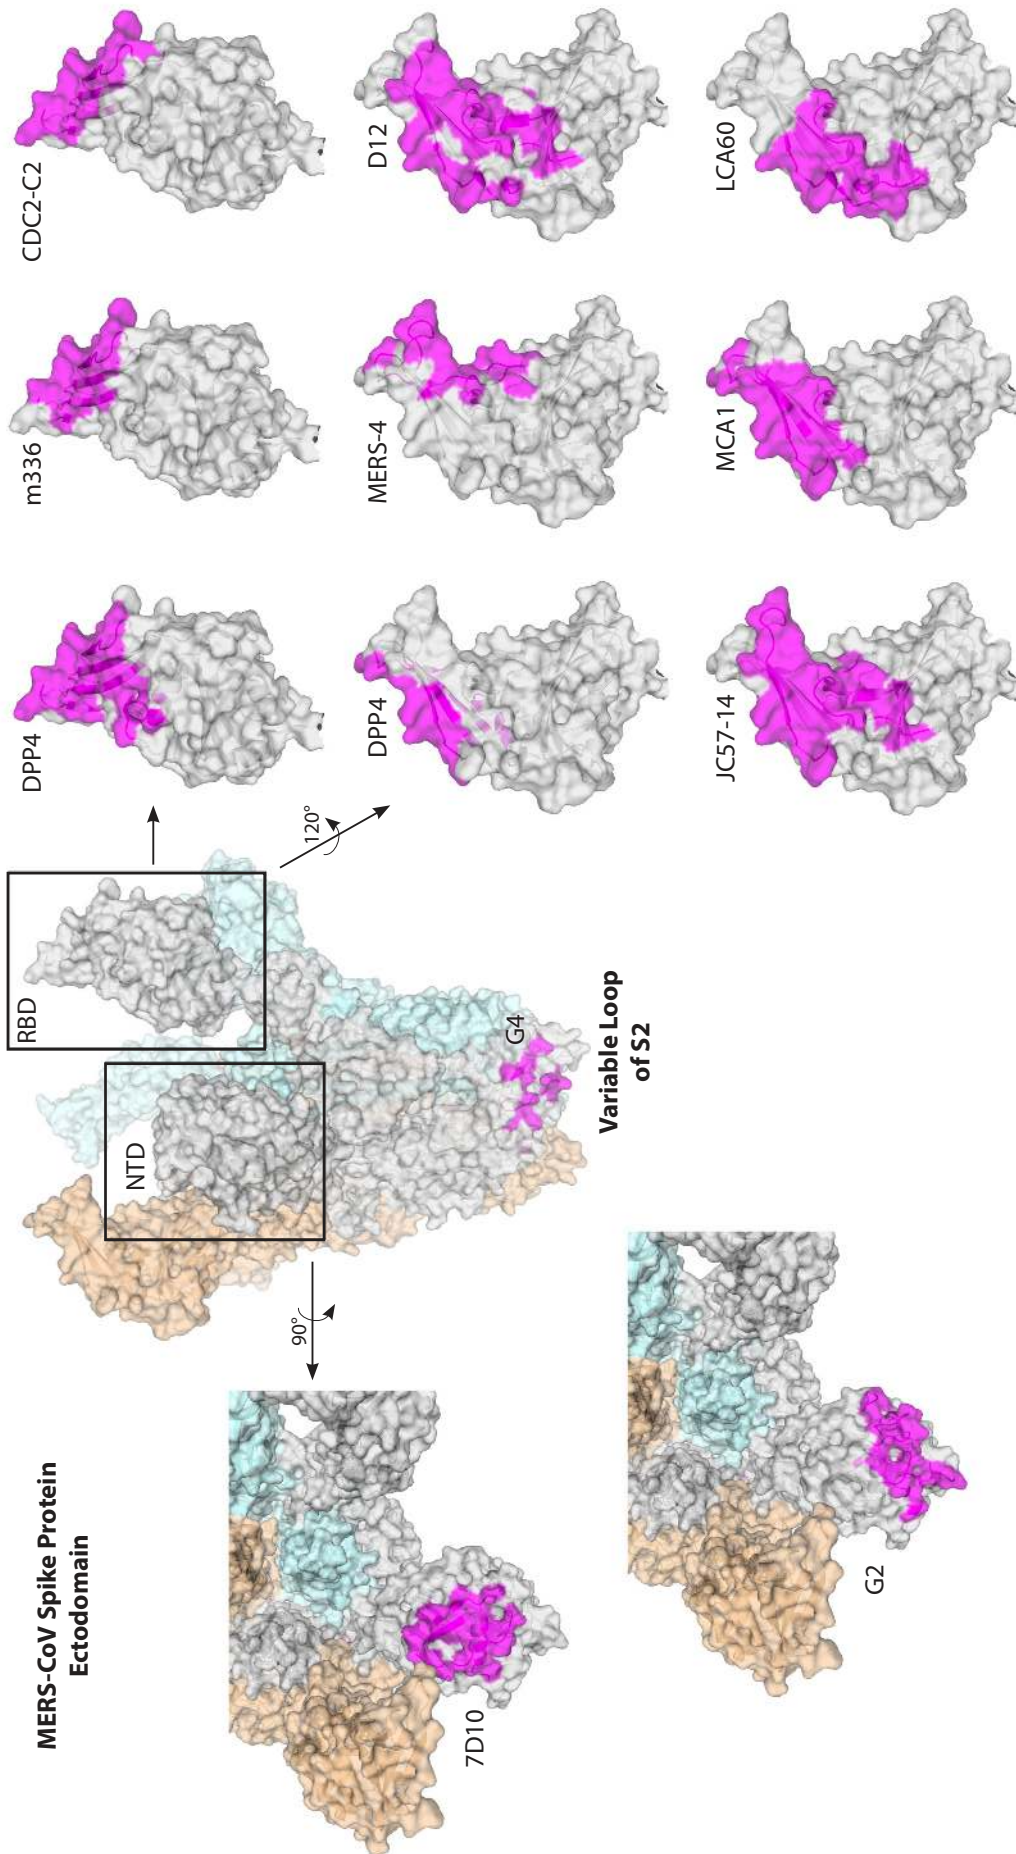 MERS-CoV Spike Protein
Ectodomain
RBD
NTD
G4
Variable Loop
of S2
90°
120°
7D10
G2
DPP4
m336
CDC2-C2
DPP4
MERS-4
D12
JC57-14
MCA1
LCA60